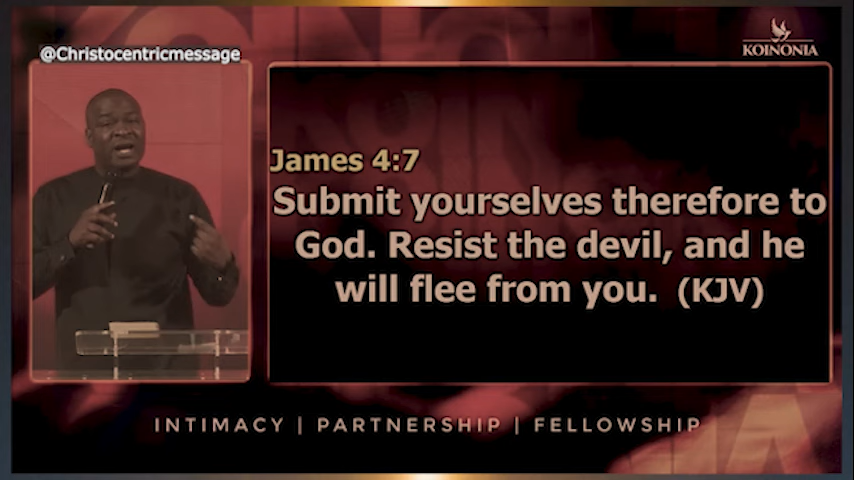 @Christocentricmessage
KOINONIA
James 4:7
Submit yourselves therefore to
God. Resist the devil, and he
will flee from you. (KJV)
INTIMACY | PARTNERSHIP | FELLOWSHIP